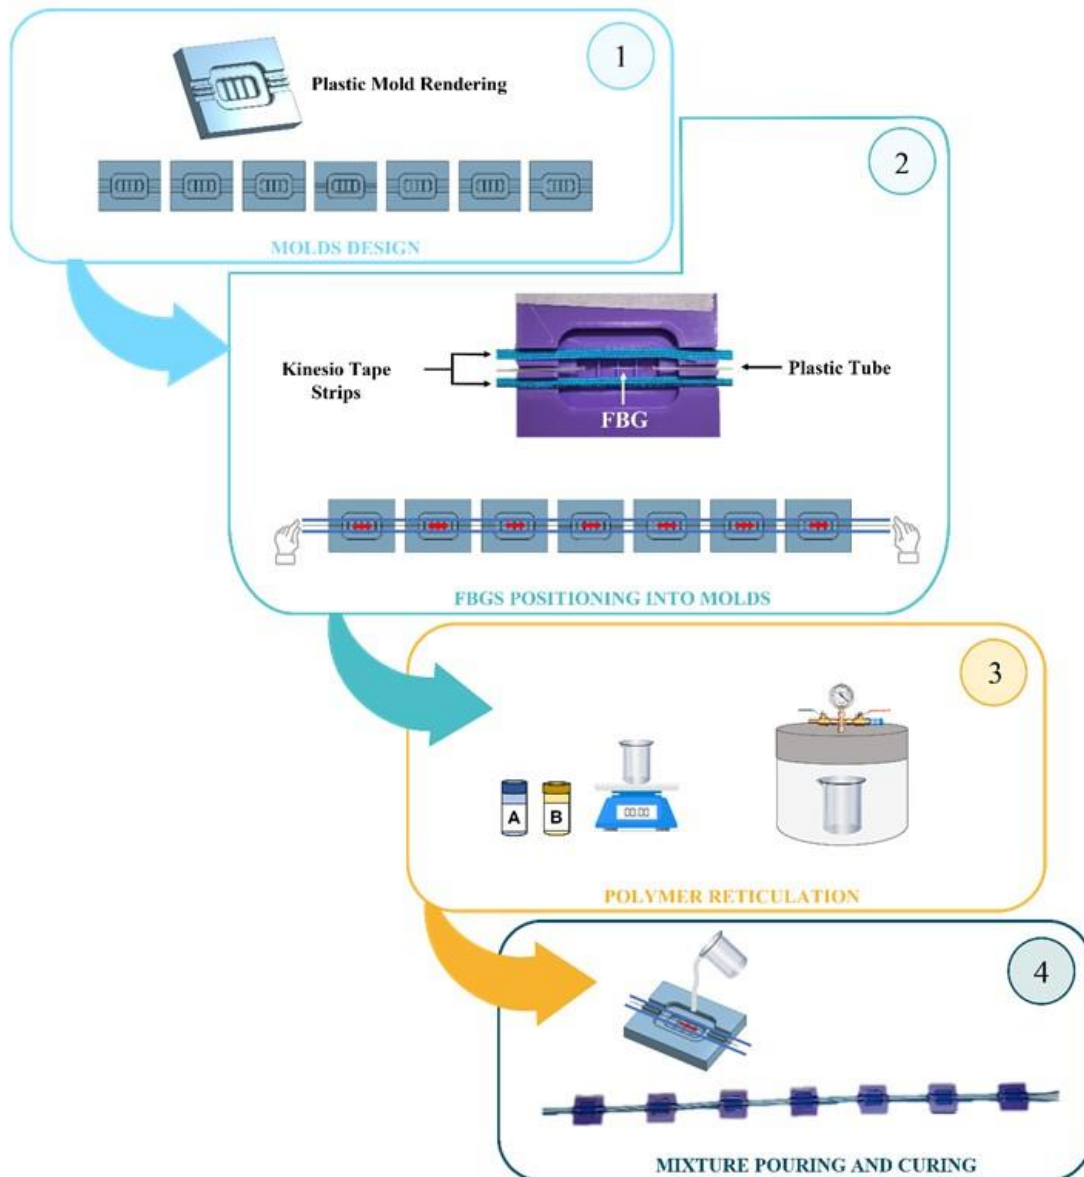 1
Plastic Mold Rendering
MOLDS DESIGN
2
Kinesio Tape
Strips
Plastic Tube
FBG
FBGS POSITIONING INTO MOLDS
3
A
B
00.00
POLYMER RETICULATION
4
MIXTURE POURING AND CURING